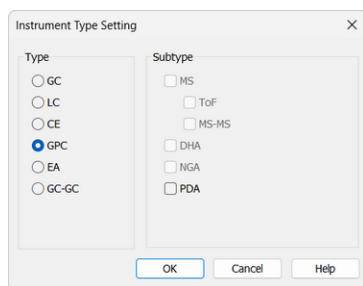 Instrument Type Setting
Type
GC
LC
CE
GPC
EA
GC-GC
Subtype
MS
ToF
MS-MS
DHA
NGA
PDA
OK
Cancel
Help